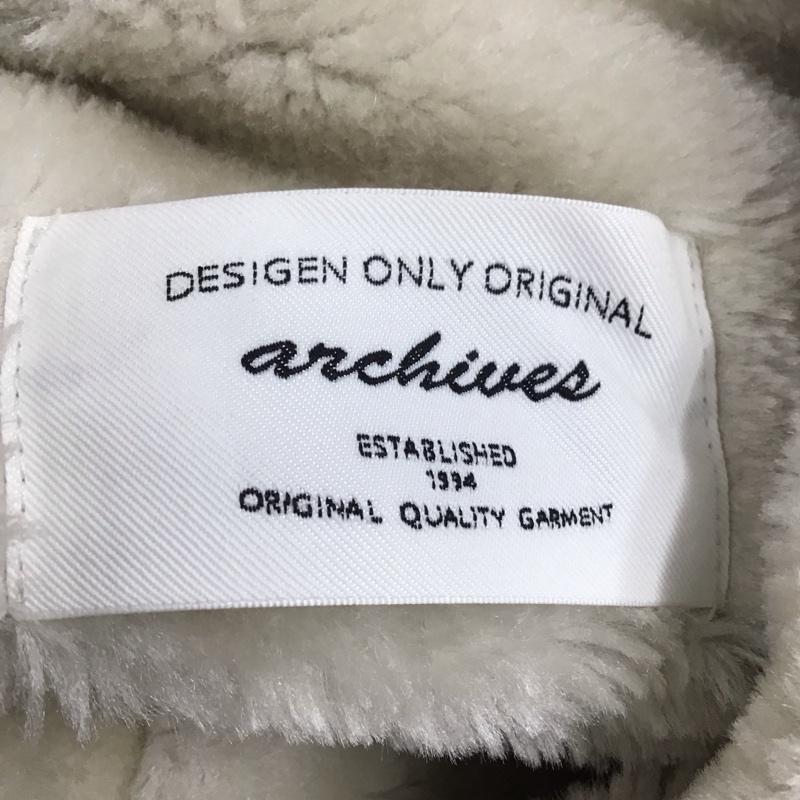 DESIGEN ONLY ORIGINAL
archives
ESTABLISHED
1994
ORIGINAL QUALITY GARMENT